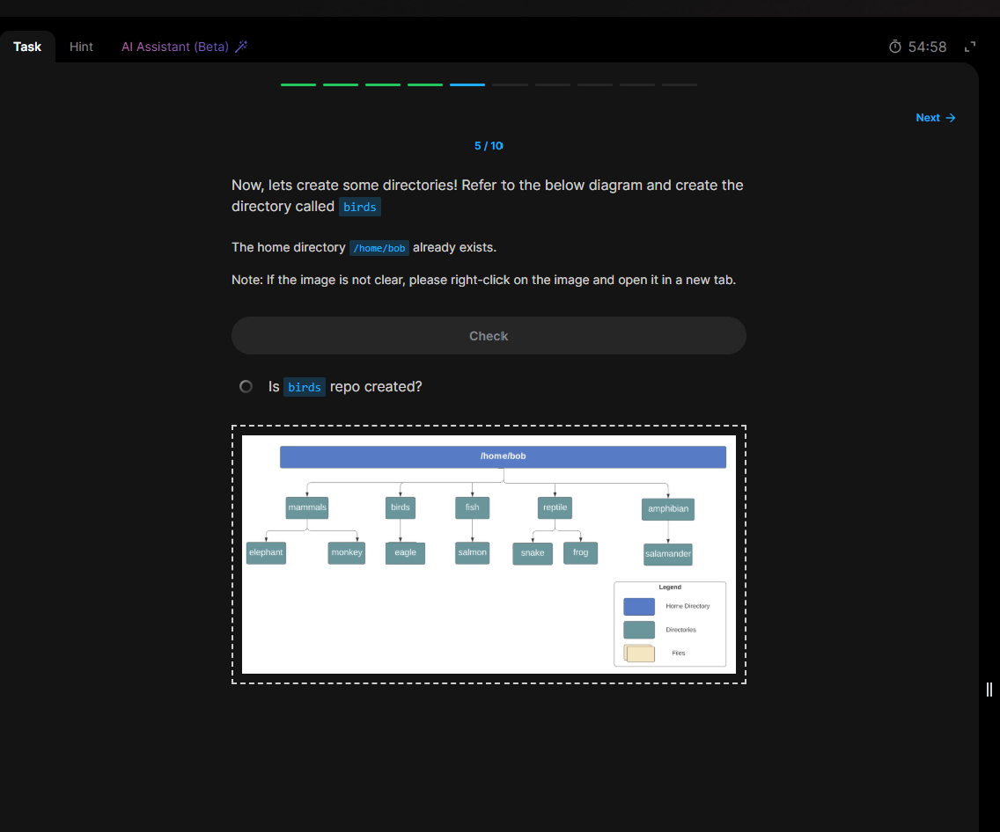 Task
Hint
AI Assistant (Beta)
54:58
Next →
5 / 10
Now, lets create some directories! Refer to the below diagram and create the
directory called birds
The home directory /home/bob already exists.
Note: If the image is not clear, please right-click on the image and open it in a new tab.
Check
Is birds repo created?
/home/bob
mammals birds fish reptile amphibian
elephant monkey eagle salmon snake frog salamander
Legend
Home Directory
Directories
Files